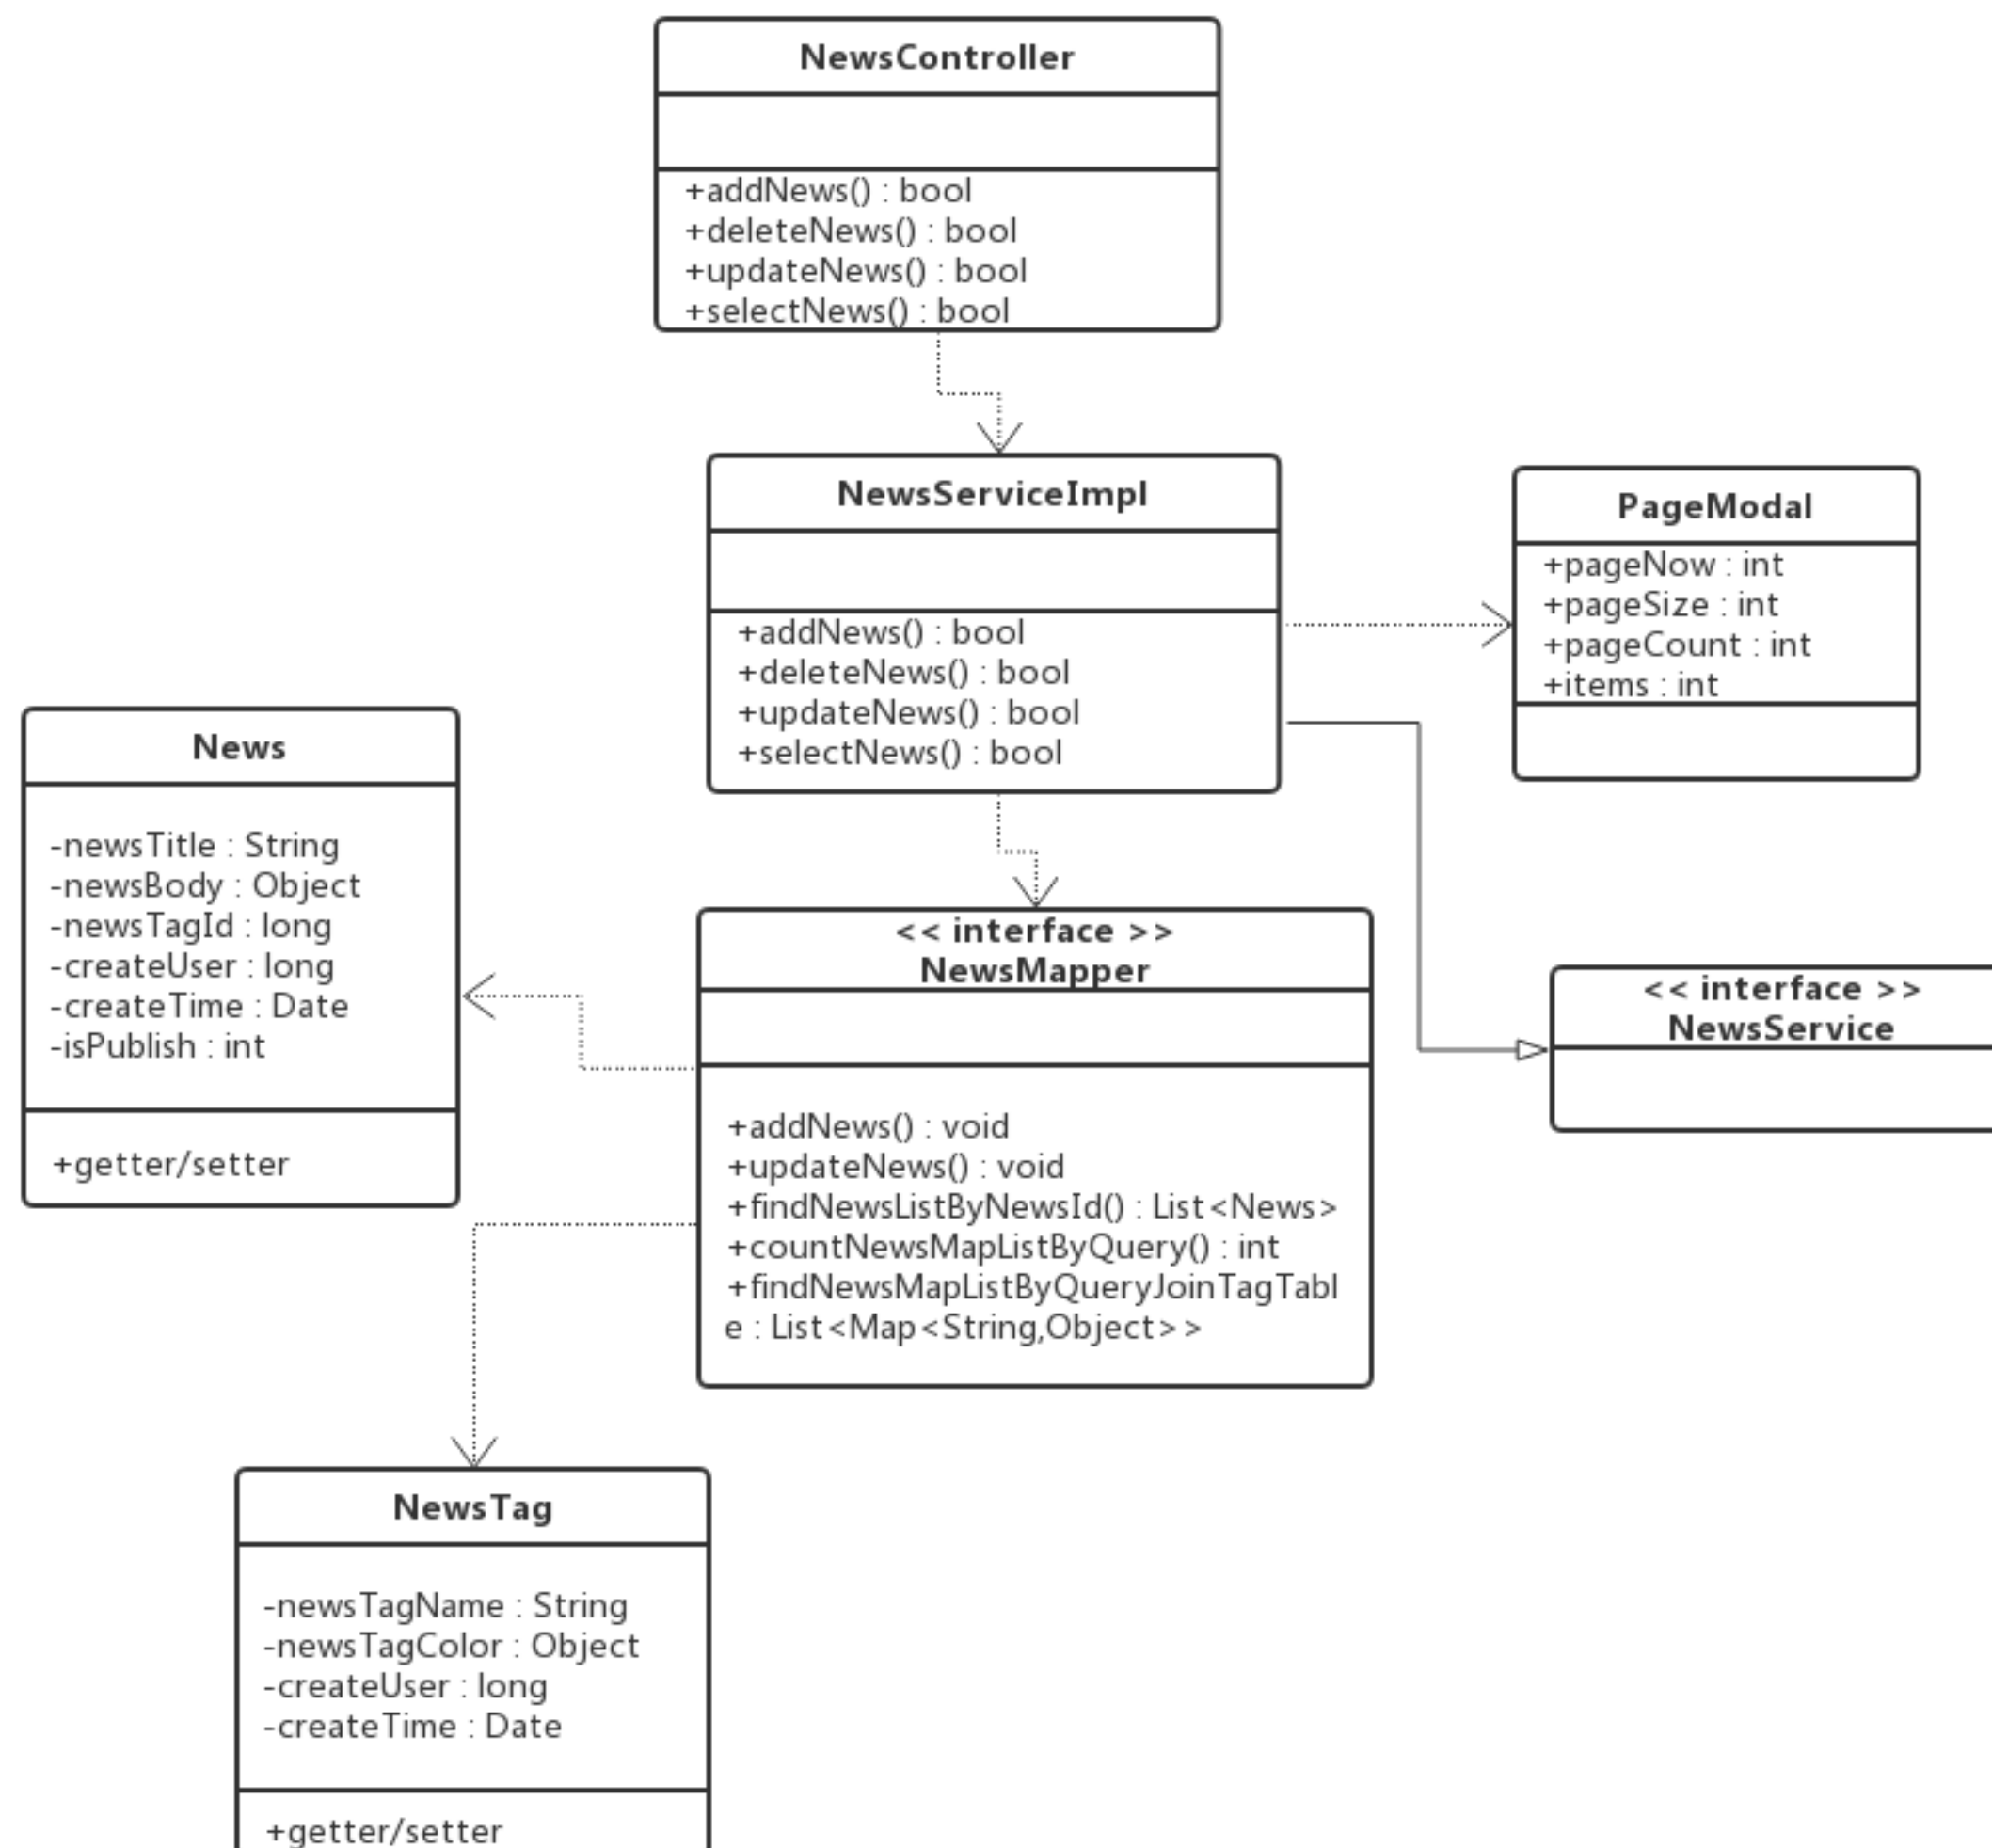 NewsController
+addNews() : bool
+deleteNews() : bool
+updateNews() : bool
+selectNews() : bool
NewsServiceImpl
+addNews() : bool
+deleteNews() : bool
+updateNews() : bool
+selectNews() : bool
PageModal
+pageNow : int
+pageSize : int
+pageCount : int
+items : int
News
-newsTitle : String
-newsBody : Object
-newsTagId : long
-createUser : long
-createTime : Date
-isPublish : int
+getter/setter
<< interface >>
NewsMapper
+addNews() : void
+updateNews() : void
+findNewsListByNewsId() : List<News>
+countNewsMapListByQuery() : int
+findNewsMapListByQueryJoinTagTabl
e : List<Map<String,Object>>
<< interface >>
NewsService
NewsTag
-newsTagName : String
-newsTagColor : Object
-createUser : long
-createTime : Date
+getter/setter